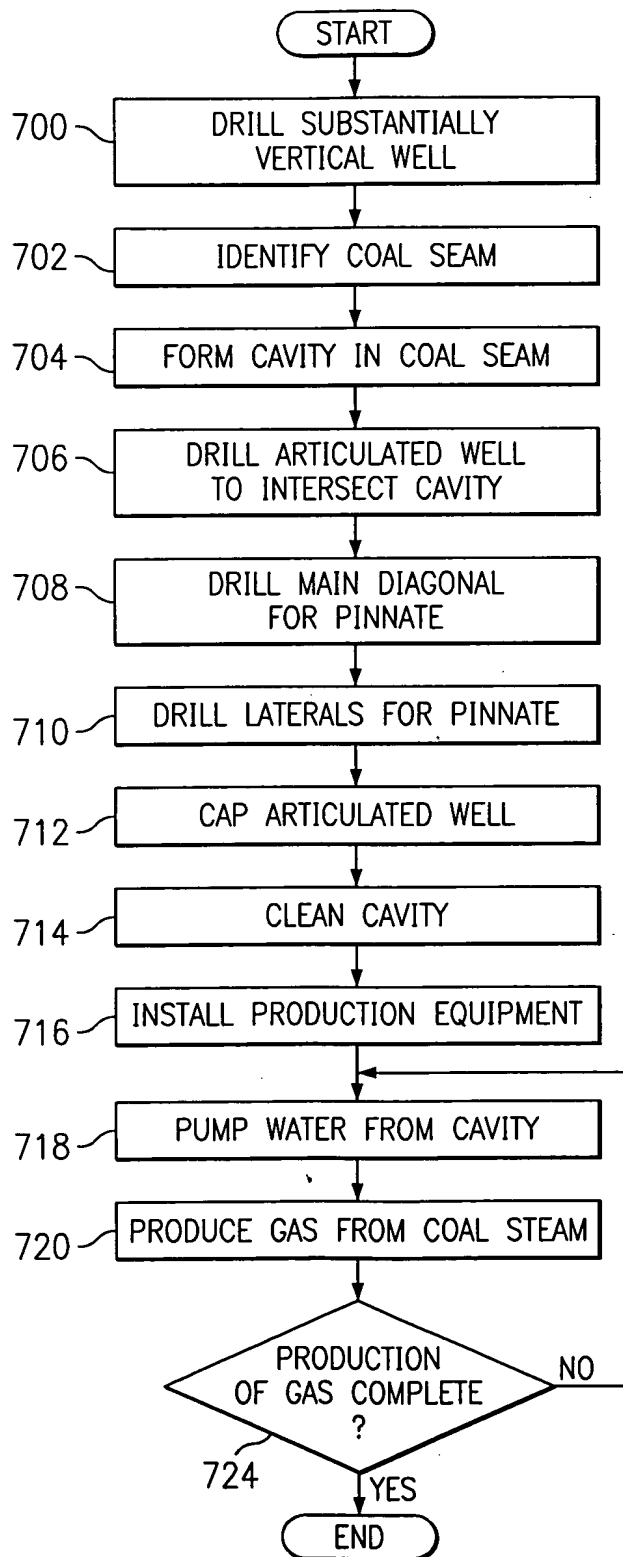 START
700
DRILL SUBSTANTIALLY
VERTICAL WELL
702
IDENTIFY COAL SEAM
704
FORM CAVITY IN COAL SEAM
706
DRILL ARTICULATED WELL
TO INTERSECT CAVITY
708
DRILL MAIN DIAGONAL
FOR PINNATE
710
DRILL LATERALS FOR PINNATE
712
CAP ARTICULATED WELL
714
CLEAN CAVITY
716
INSTALL PRODUCTION EQUIPMENT
718
PUMP WATER FROM CAVITY
720
PRODUCE GAS FROM COAL STEAM
PRODUCTION
OF GAS COMPLETE
?
NO
724
YES
END